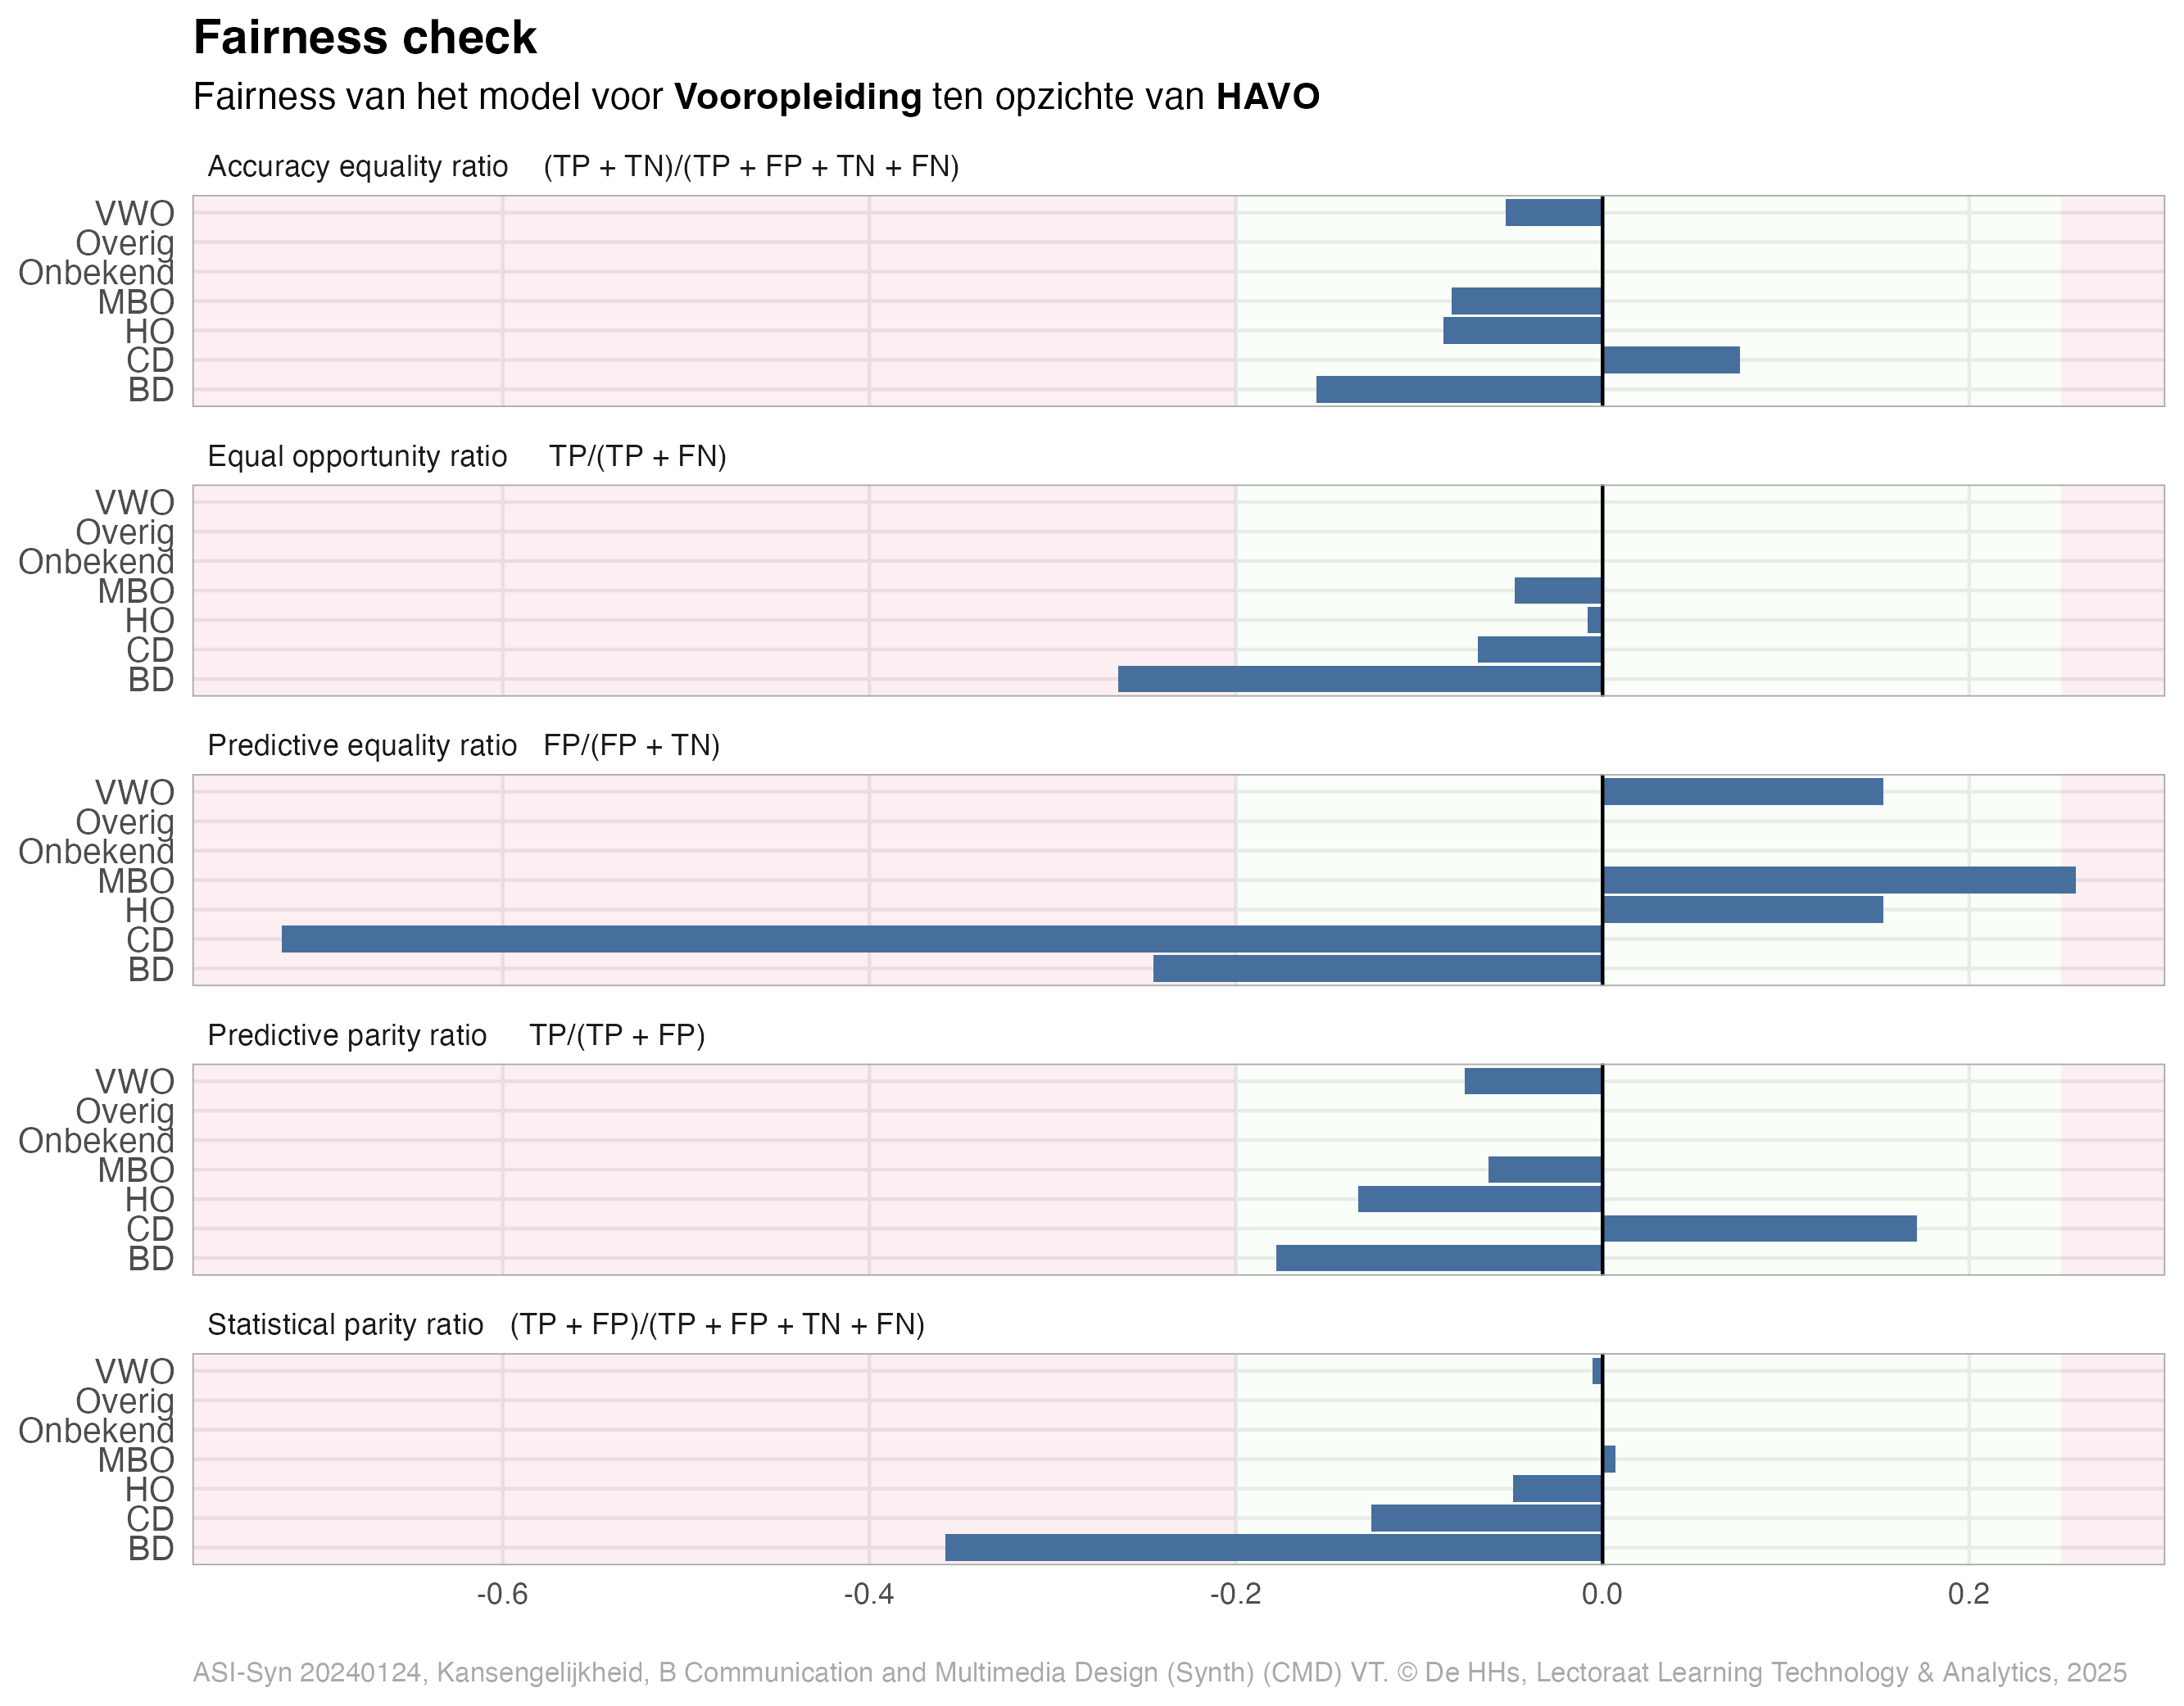 Fairness check
Fairness van het model voor Vooropleiding ten opzichte van HAVO
Accuracy equality ratio (TP + TN)/(TP + FP + TN + FN)
VWO
Overig
Onbekend
MBO
HO
CD
BD
Equal opportunity ratio TP/(TP + FN)
VWO
Overig
Onbekend
MBO
HO
CD
BD
Predictive equality ratio FP/(FP + TN)
VWO
Overig
Onbekend
MBO
HO
CD
BD
Predictive parity ratio TP/(TP + FP)
VWO
Overig
Onbekend
MBO
HO
CD
BD
Statistical parity ratio (TP + FP)/(TP + FP + TN + FN)
VWO
Overig
Onbekend
MBO
HO
CD
BD
-0.6 -0.4 -0.2 0.0 0.2
ASI-Syn 20240124, Kansengelijkheid, B Communication and Multimedia Design (Synth) (CMD) VT. © De HHs, Lectoraat Learning Technology & Analytics, 2025